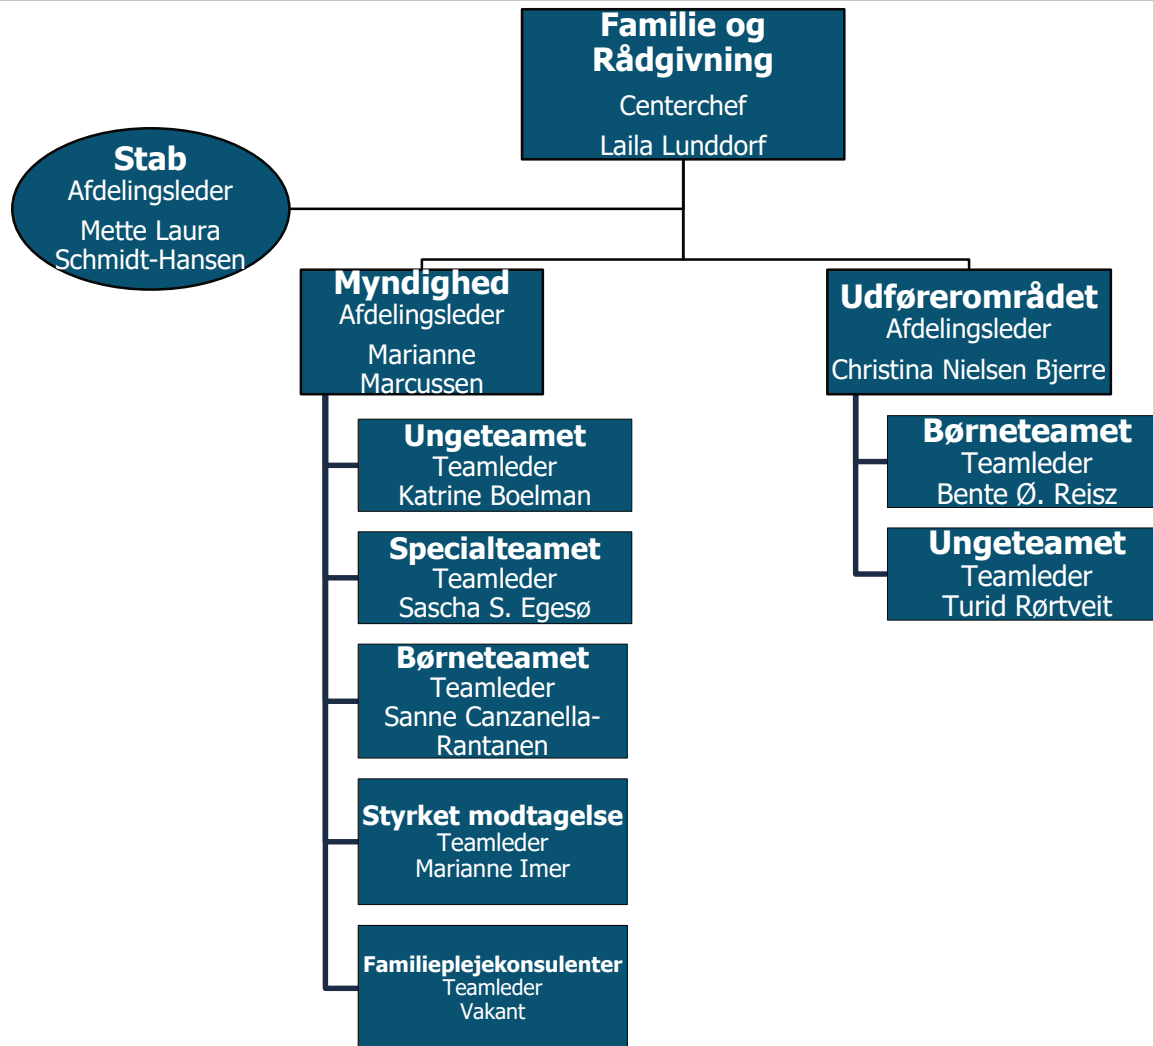 Familie og
Rådgivning
Centerchef
Laila Lunddorf
Stab
Afdelingsleder
Mette Laura
Schmidt-Hansen
Myndighed
Afdelingsleder
Marianne
Marcussen
Ungeteamet
Teamleder
Katrine Boelman
Specialteamet
Teamleder
Sascha S. Egesø
Børneteamet
Teamleder
Sanne Canzanella-
Rantanen
Styrket modtagelse
Teamleder
Marianne Imer
Familieplejekonsulenter
Teamleder
Vakant
Udførerområdet
Afdelingsleder
Christina Nielsen Bjerre
Børneteamet
Teamleder
Bente Ø. Reisz
Ungeteamet
Teamleder
Turid Rørtveit